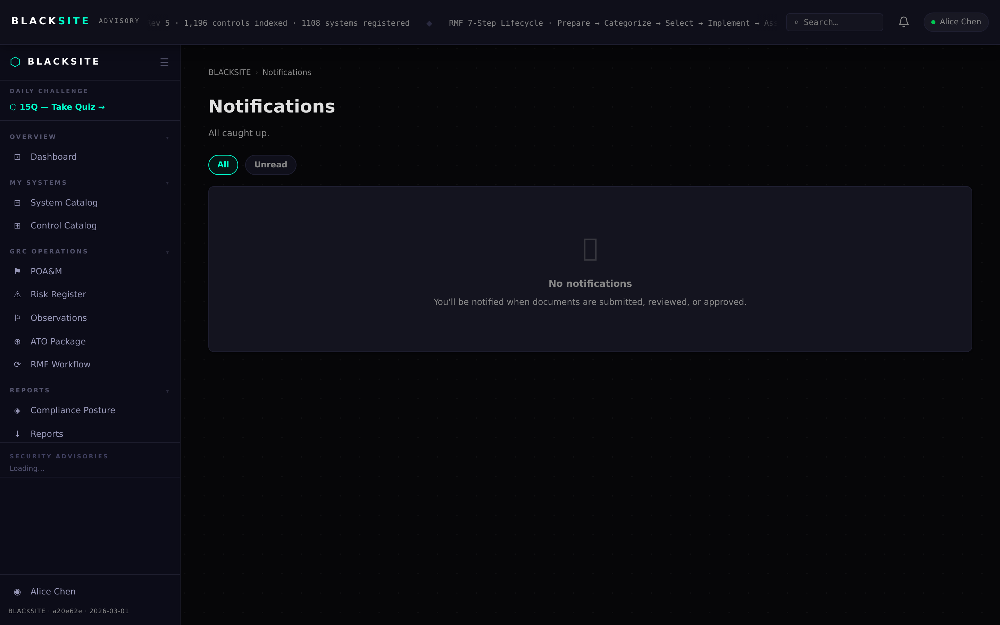 BLACKSITE ADVISORY
Rev 5 · 1,196 controls indexed · 1108 systems registered ◆ RMF 7-Step Lifecycle · Prepare → Categorize → Select → Implement → Ass
Search…
Alice Chen
BLACKSITE
DAILY CHALLENGE
15Q — Take Quiz →
OVERVIEW
Dashboard
MY SYSTEMS
System Catalog
Control Catalog
GRC OPERATIONS
POA&M
Risk Register
Observations
ATO Package
RMF Workflow
REPORTS
Compliance Posture
Reports
SECURITY ADVISORIES
Loading…
Alice Chen
BLACKSITE · a20e62e · 2026-03-01
BLACKSITE › Notifications
Notifications
All caught up.
All
Unread
No notifications
You'll be notified when documents are submitted, reviewed, or approved.